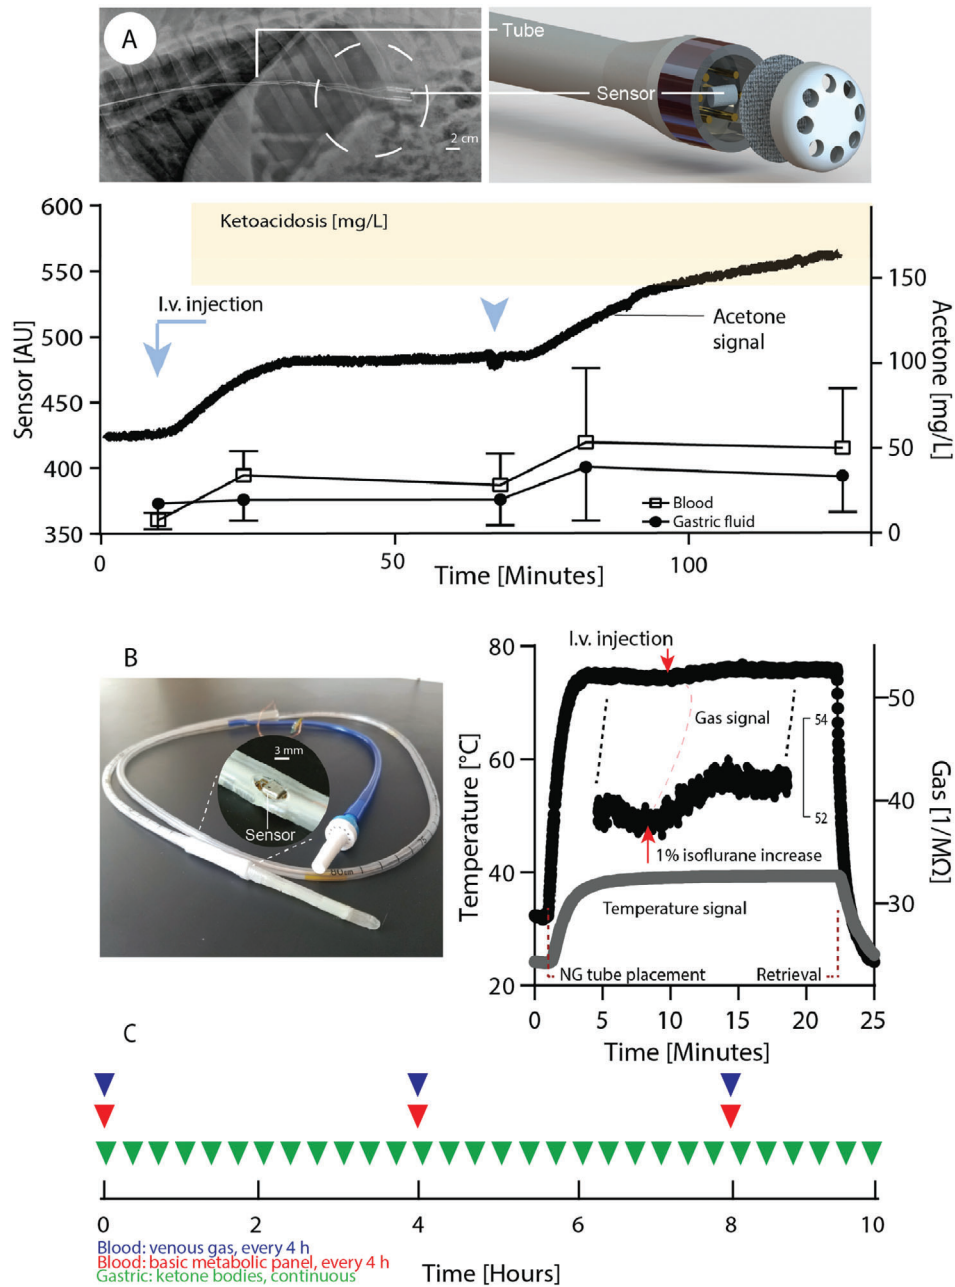 A
Tube
Sensor
2 cm
600
550
500
450
400
350
Sensor [AU]
Ketoacidosis [mg/L]
I.v. injection
Acetone
signal
150
100
50
0
Acetone
[mg/L]
Blood
Gastric fluid
0
50
100
Time [Minutes]
B
3 mm
Sensor
I.v. injection
80
60
40
20
Temperature [°C]
Gas signal
54
52
1% isoflurane increase
Temperature signal
NG tube placement
Retrieval
50
40
30
Gas [1/MΩ]
0
5
10
15
20
25
Time [Minutes]
C
0
2
4
6
8
10
Blood: venous gas, every 4 h
Blood: basic metabolic panel, every 4 h
Gastric: ketone bodies, continuous
Time [Hours]